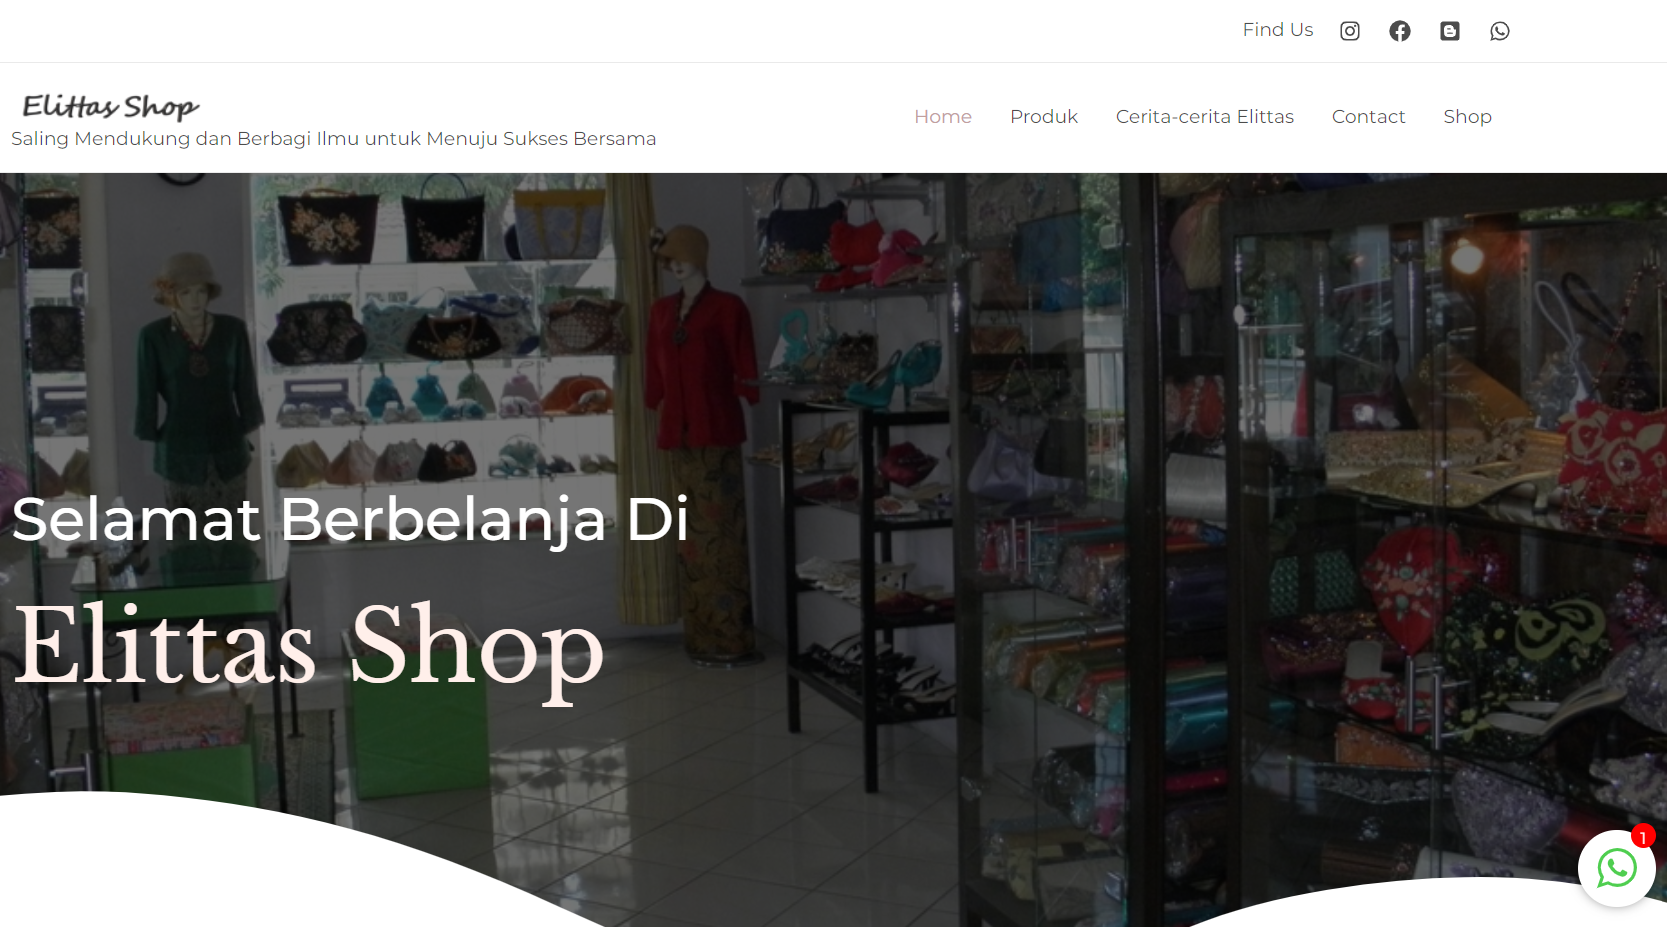 Find Us
Elittas Shop
Saling Mendukung dan Berbagi Ilmu untuk Menuju Sukses Bersama
Home Produk Cerita-cerita Elittas Contact Shop
Selamat Berbelanja Di
Elittas Shop
1